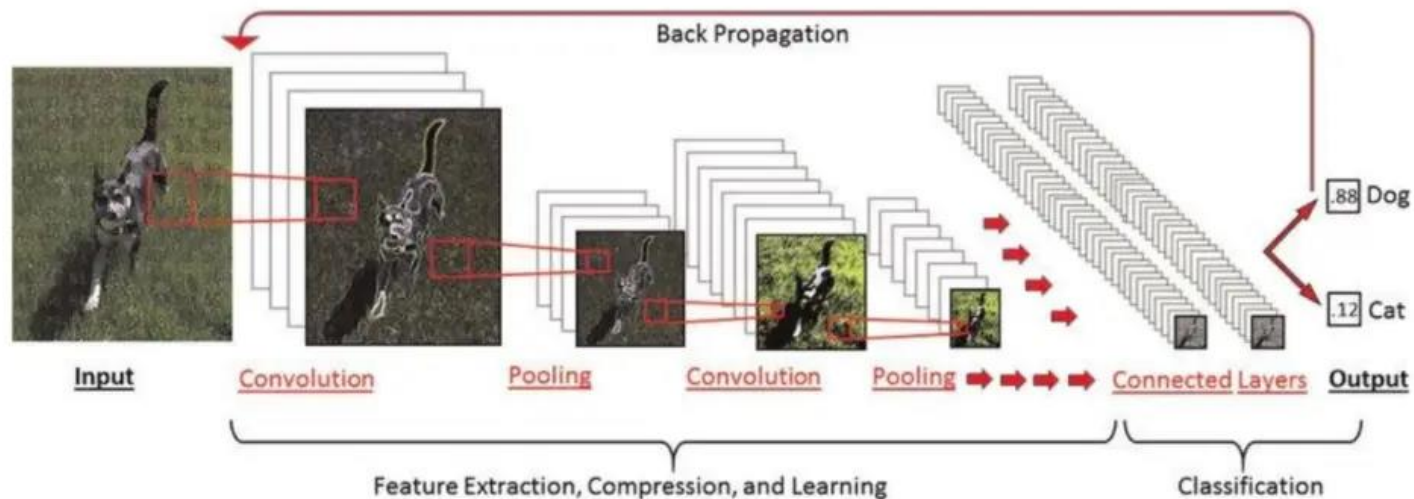 Back Propagation
.88 Dog
.12 Cat
Input
Convolution
Pooling
Convolution
Pooling
Connected Layers
Output
Feature Extraction, Compression, and Learning
Classification